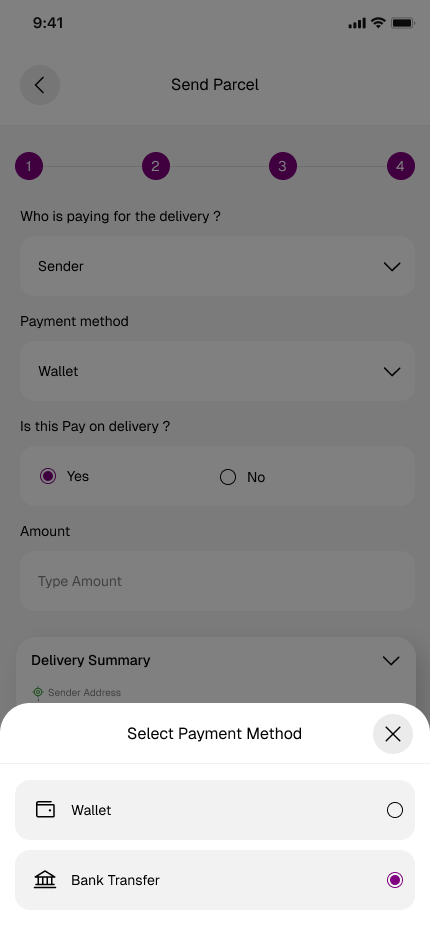 9:41
Send Parcel
1 2 3 4
Who is paying for the delivery ?
Sender
Payment method
Wallet
Is this Pay on delivery ?
Yes No
Amount
Type Amount
Delivery Summary
Sender Address
Select Payment Method
Wallet
Bank Transfer